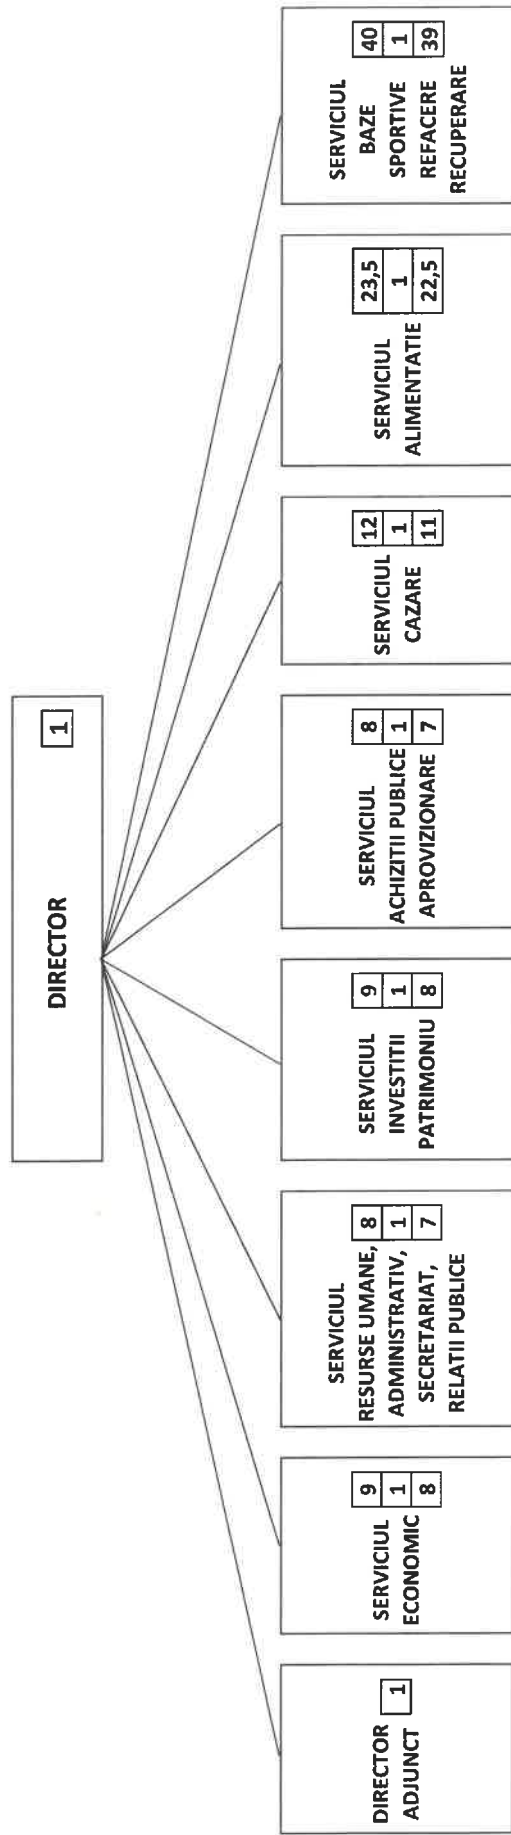 DIRECTOR 1
DIRECTOR 1
ADJUNCT
SERVICIUL 9
ECONOMIC 1
8
SERVICIUL
RESURSE UMANE, 8
ADMINISTRATIV, 1
SECRETARIAT, 7
RELATII PUBLICE
SERVICIUL 9
INVESTITII 1
PATRIMONIU 8
SERVICIUL 8
ACHIZITII PUBLICE 1
APROVIZIONARE 7
SERVICIUL 12
CAZARE 1
11
SERVICIUL 23,5
ALIMENTATIE 1
22,5
SERVICIUL
BAZE 40
SPORTIVE 1
REFACERE 39
RECUPERARE